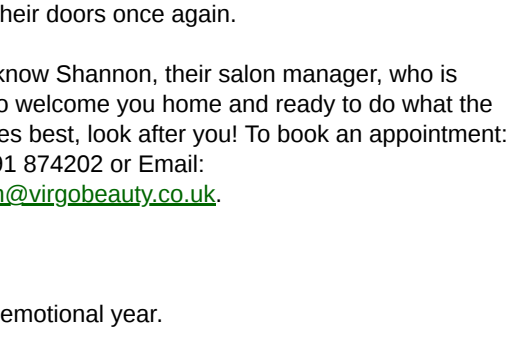 heir doors once again.
know Shannon, their salon manager, who is
o welcome you home and ready to do what the
es best, look after you! To book an appointment:
01 874202 or Email:
n@virgobeauty.co.uk.
emotional year.